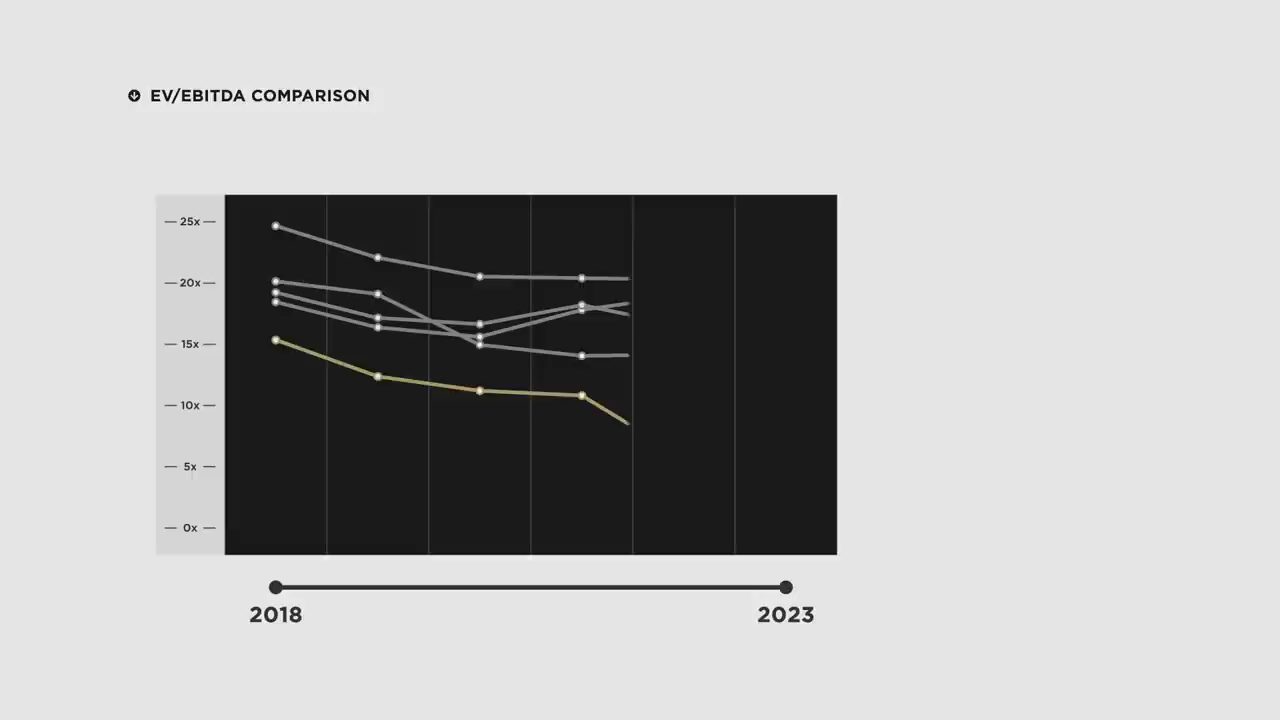 EV/EBITDA COMPARISON
25x
20x
15x
10x
5x
0x
2018
2023